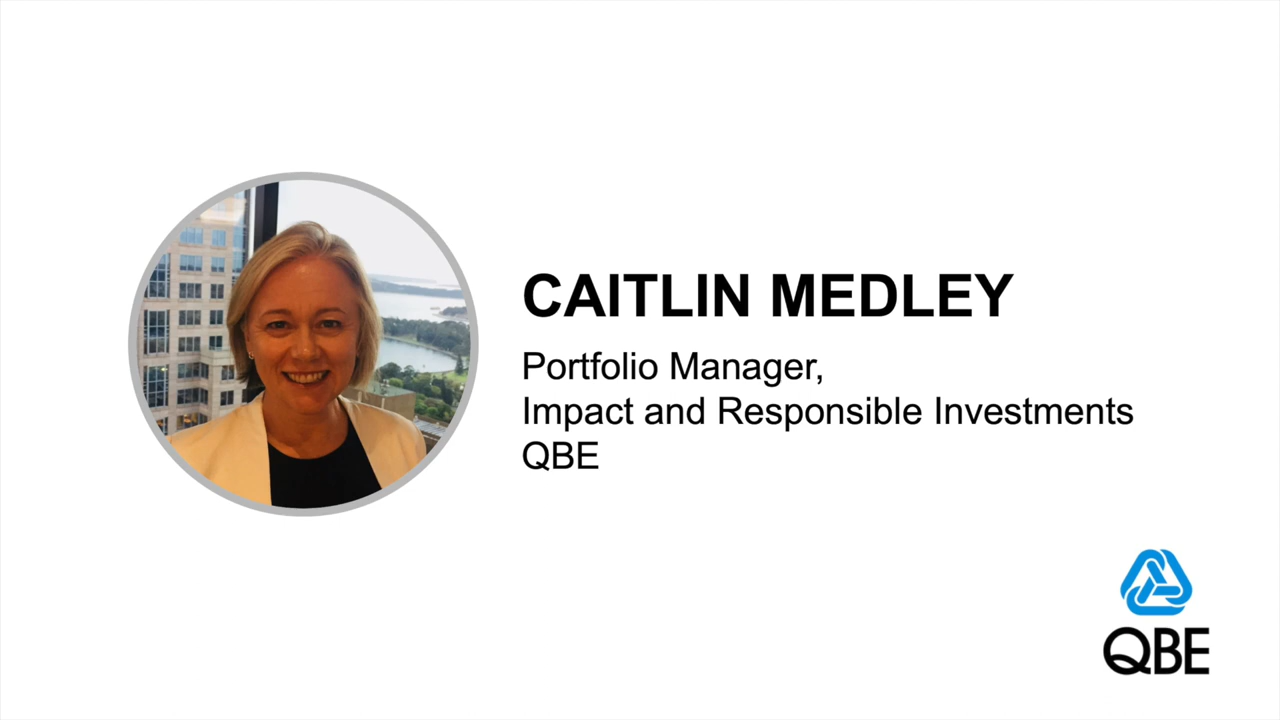 CAITLIN MEDLEY
Portfolio Manager,
Impact and Responsible Investments
QBE
QBE